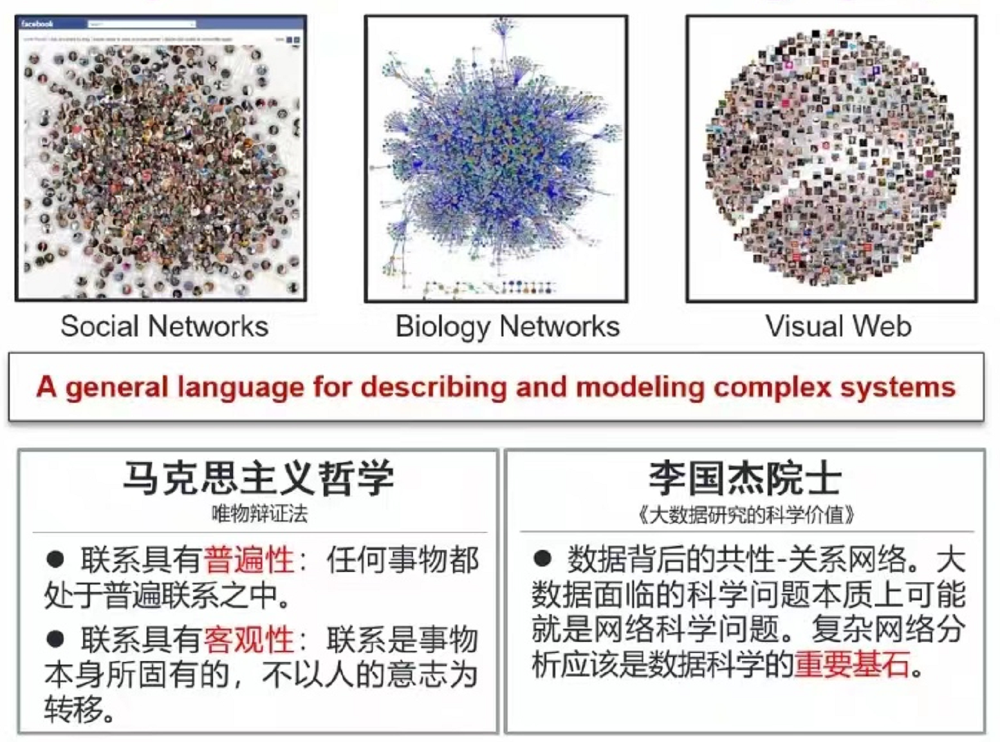 facebook
Social Networks
Biology Networks
Visual Web
A general language for describing and modeling complex systems
马克思主义哲学
唯物辩证法
● 联系具有普遍性：任何事物都
处于普遍联系之中。
● 联系具有客观性：联系是事物
本身所固有的，不以人的意志为
转移。
李国杰院士
《大数据研究的科学价值》
● 数据背后的共性-关系网络。大
数据面临的科学问题本质上可能
就是网络科学问题。复杂网络分
析应该是数据科学的重要基石。